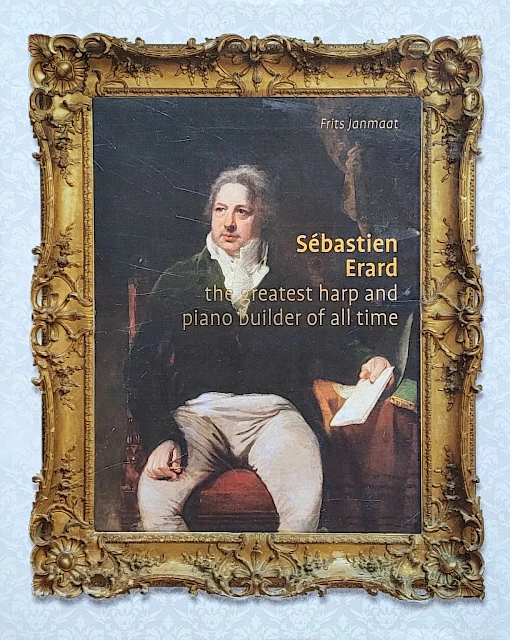 Frits Janmaat
Sébastien
Erard
the greatest harp and
piano builder of all time